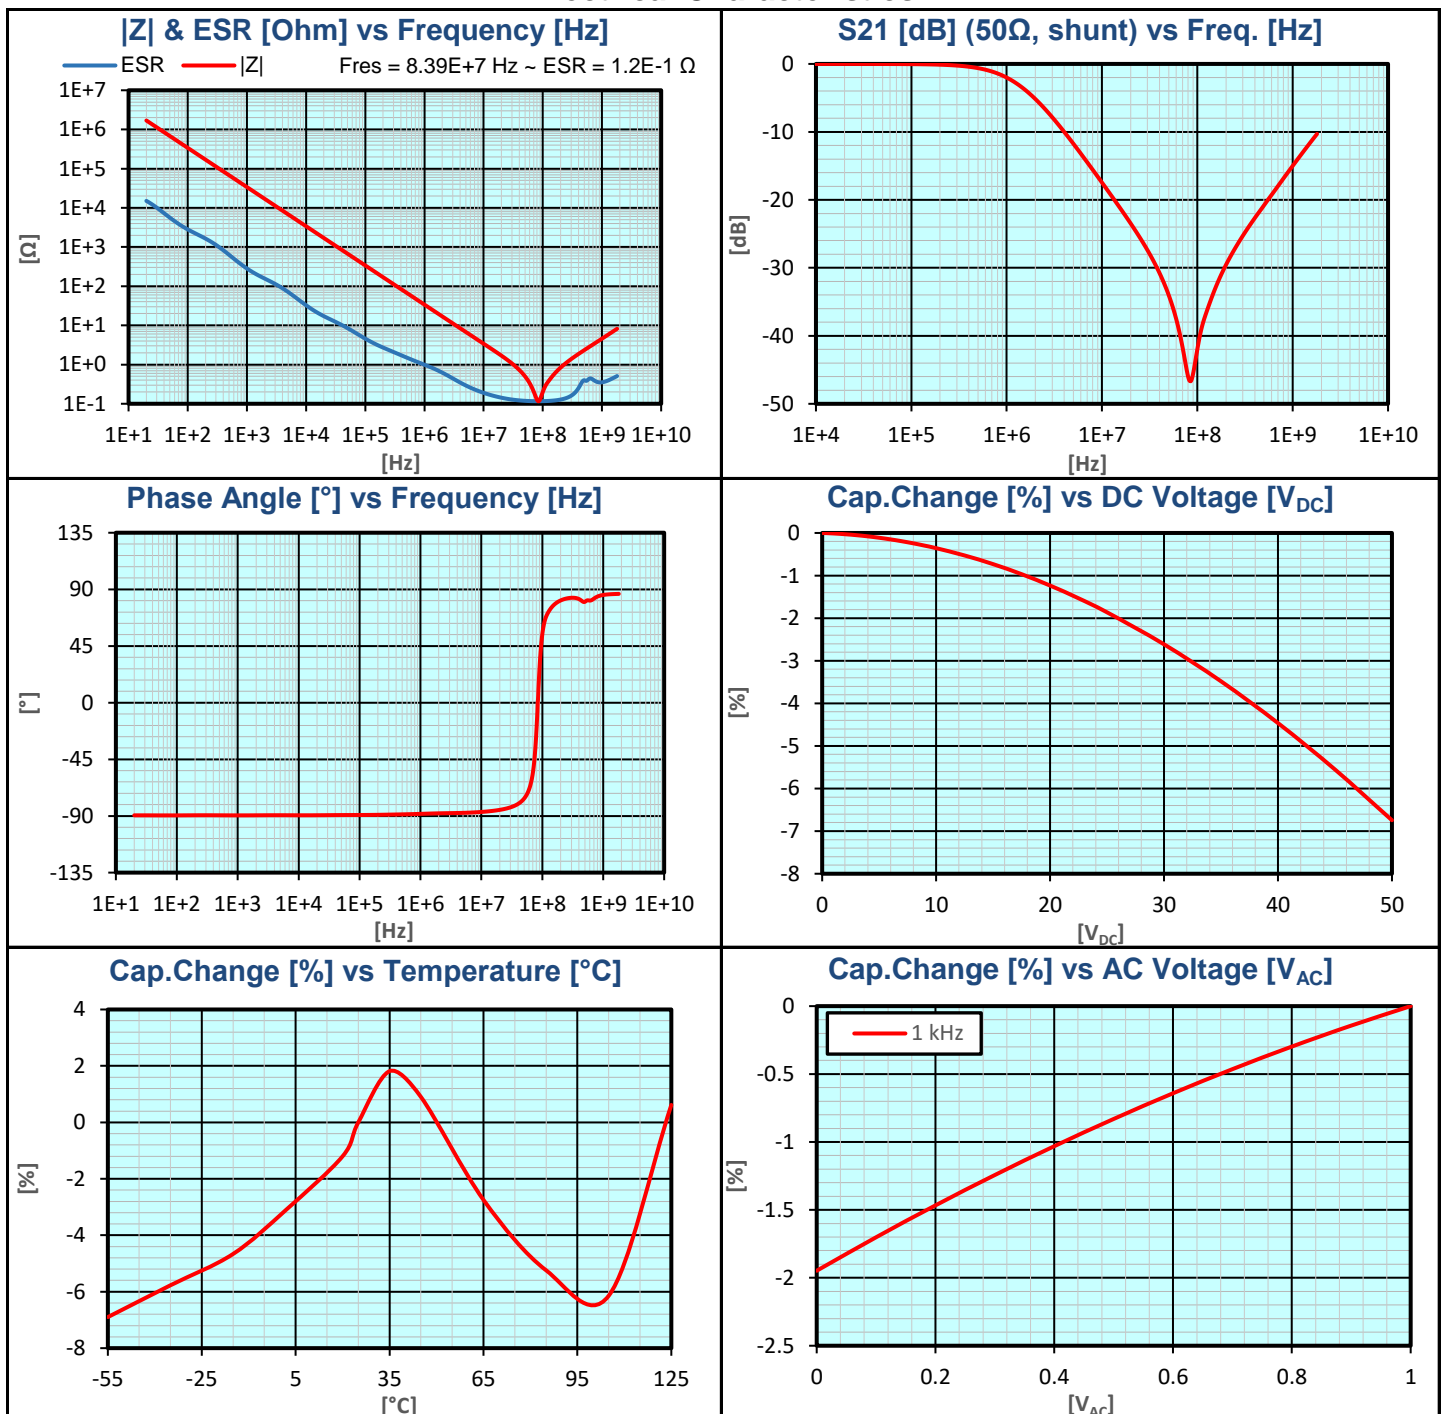 |Z| & ESR [Ohm] vs Frequency [Hz]
ESR |Z| Fres = 8.39E+7 Hz ~ ESR = 1.2E-1 Ω
1E+7
1E+6
1E+5
1E+4
1E+3
1E+2
1E+1
1E+0
1E-1
[Ω]
1E+1 1E+2 1E+3 1E+4 1E+5 1E+6 1E+7 1E+8 1E+9 1E+10
[Hz]
S21 [dB] (50Ω, shunt) vs Freq. [Hz]
0
-10
-20
-30
-40
-50
[dB]
1E+4 1E+5 1E+6 1E+7 1E+8 1E+9 1E+10
[Hz]
Phase Angle [°] vs Frequency [Hz]
135
90
45
0
-45
-90
-135
[°]
1E+1 1E+2 1E+3 1E+4 1E+5 1E+6 1E+7 1E+8 1E+9 1E+10
[Hz]
Cap.Change [%] vs DC Voltage [VDC]
0
-1
-2
-3
-4
-5
-6
-7
-8
[%]
0 10 20 30 40 50
[VDC]
Cap.Change [%] vs Temperature [°C]
4
2
0
-2
-4
-6
-8
[%]
-55 -25 5 35 65 95 125
[°C]
Cap.Change [%] vs AC Voltage [VAC]
1 kHz
0
-0.5
-1
-1.5
-2
-2.5
[%]
0 0.2 0.4 0.6 0.8 1
[VAC]